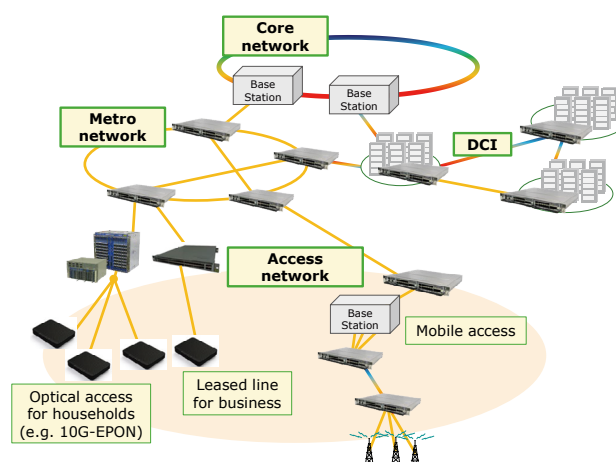 Core
network
Base
Station
Base
Station
Metro
network
DCI
Access
network
Base
Station
Mobile access
Optical access
for households
(e.g. 10G-EPON)
Leased line
for business